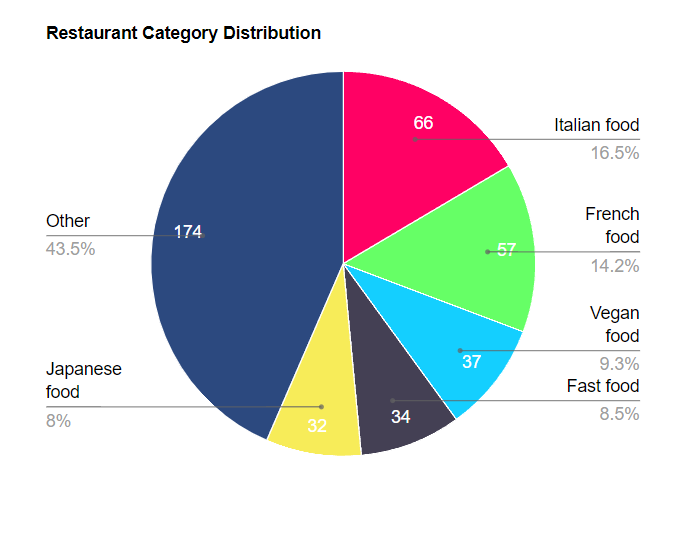 Restaurant Category Distribution
66
Italian food
16.5%
French
food
57
14.2%
Vegan
food
37
9.3%
Fast food
34
8.5%
Japanese
food
32
8%
Other
174
43.5%